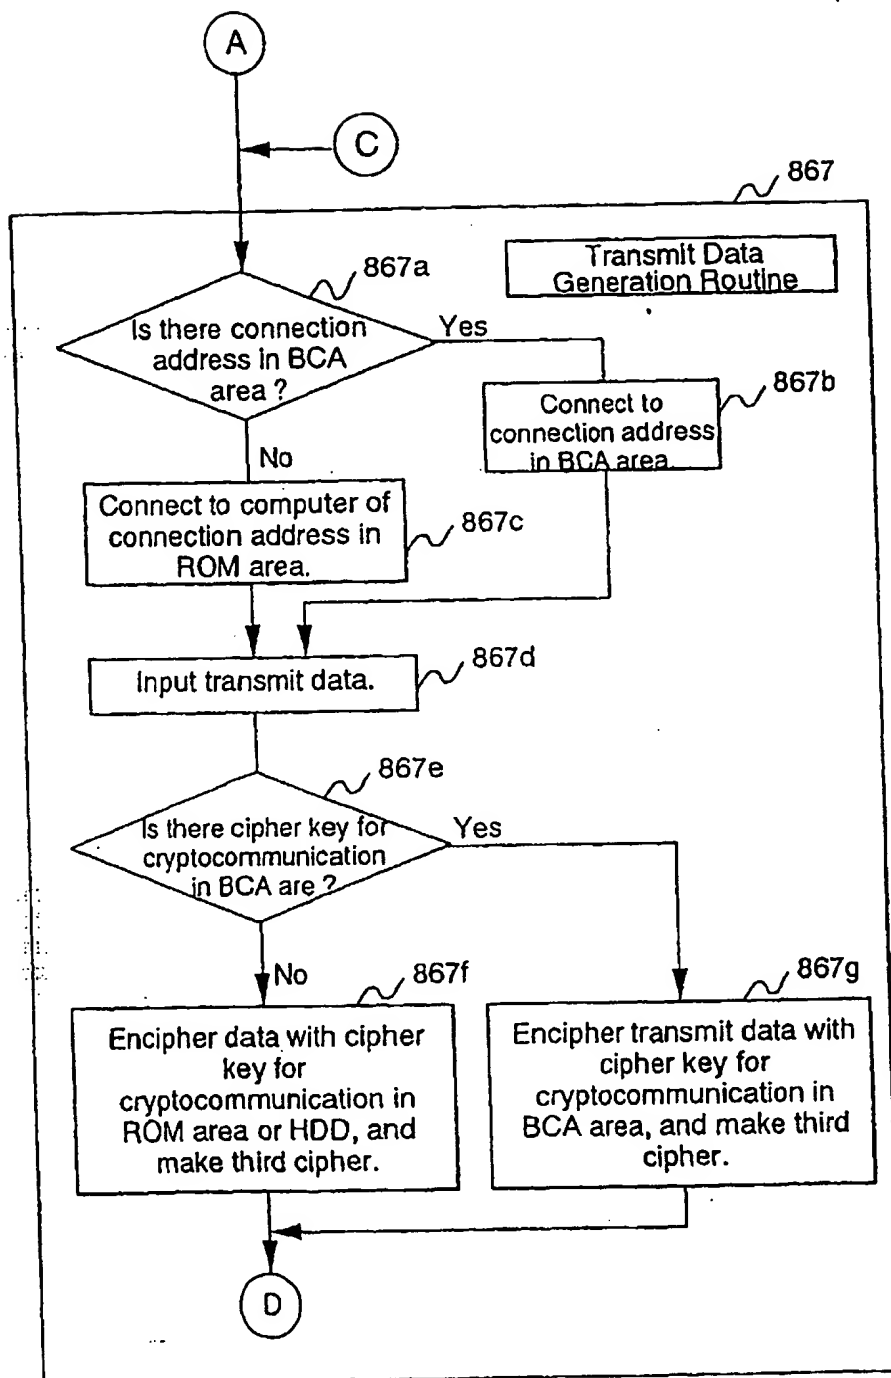 A
C
867
Transmit Data
Generation Routine
867a
Is there connection
address in BCA
area ?
Yes
867b
Connect to
connection address
in BCA area.
No
Connect to computer of
connection address in
ROM area.
867c
Input transmit data.
867d
867e
Is there cipher key for
cryptocommunication
in BCA are ?
Yes
No
867f
Encipher data with cipher
key for
cryptocommunication in
ROM area or HDD, and
make third cipher.
867g
Encipher transmit data with
cipher key for
cryptocommunication in
BCA area, and make third
cipher.
D